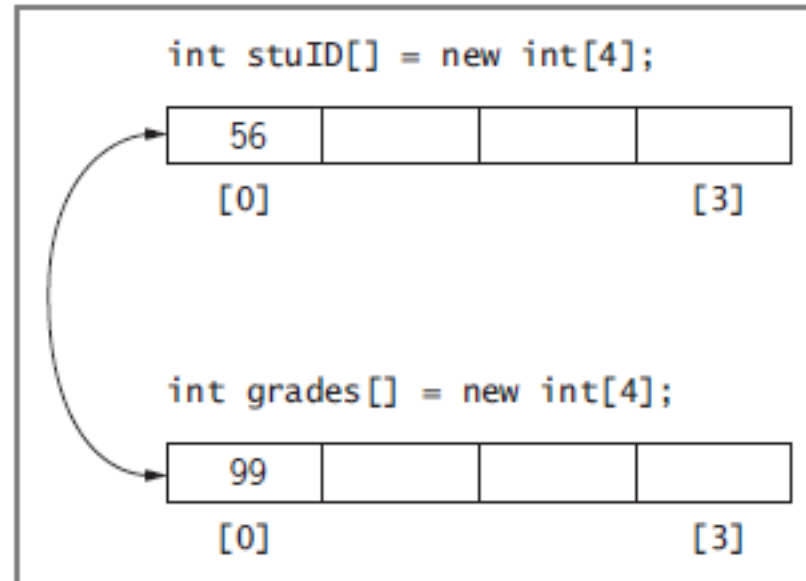 int stuID[] = new int[4];
56
[0] [3]
int grades[] = new int[4];
99
[0] [3]